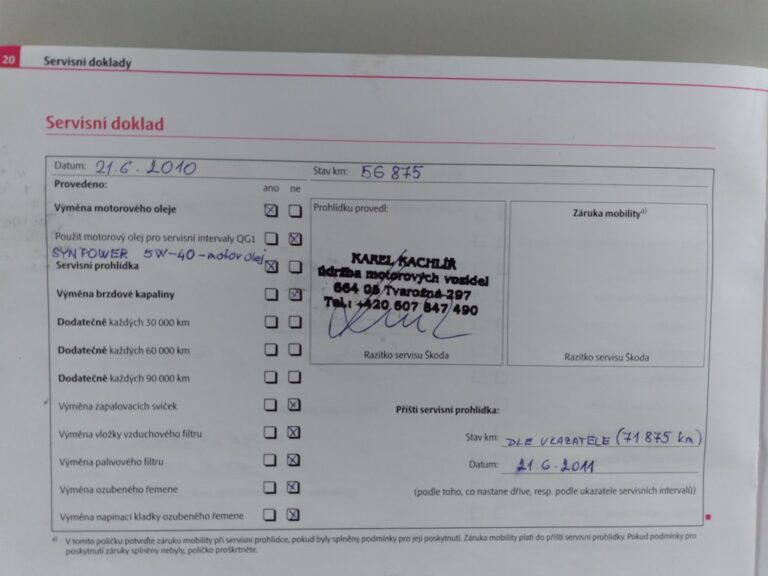 20 Servisní doklady
Servisní doklad
Datum: 21.6.2010 Stav km: 56 875
Provedeno: ano ne
Výměna motorového oleje
Prohlídku provedl: Záruka mobility a)
Použit motorový olej pro servisní intervaly QG1
SYNPOWER 5W-40-motor olej
Servisní prohlídka
KAREL KACHLÍŘ
údržba motorových vozidel
664 05 Tvarožná 297
Tel.: +420 607 847 490
Výměna brzdové kapaliny
Dodatečně každých 30 000 km
Dodatečně každých 60 000 km
Razítko servisu Škoda Razítko servisu Škoda
Dodatečně každých 90 000 km
Výměna zapalovacích svíček
Příští servisní prohlídka:
Výměna vložky vzduchového filtru
Stav km: DLE UKAZATELE (71 875 km)
Výměna palivového filtru
Datum: 21.6.2011
Výměna ozubeného řemene
(podle toho, co nastane dříve, resp. podle ukazatele servisních intervalů)
Výměna napínací kladky ozubeného řemene
a) V tomto políčku potvrďte záruku mobility při servisní prohlídce, pokud byly splněny podmínky pro její poskytnutí. Záruka mobility platí do příští servisní prohlídky. Pokud podmínky pro
poskytnutí záruky splněny nebyly, políčko proškrtněte.